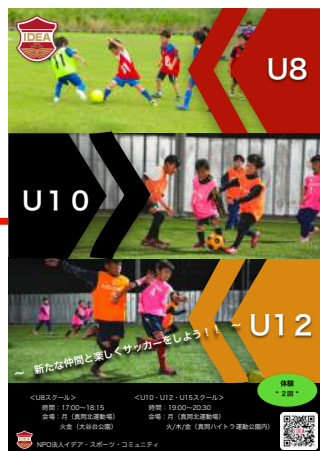 IDEA
U8
U10
U12
～ 新たな仲間と楽しくサッカーをしよう！！ ～
体験
- 2回 -
＜U8スクール＞
時間：17:00〜18:15
会場：月（真岡北運動場）
火金（大谷台公園）
＜U10・U12・U15スクール＞
時間：19:00〜20:30
会場：月（真岡北運動場）
火/木/金（真岡ハイトラ運動公園内）
NPO法人イデア・スポーツ・コミュニティ